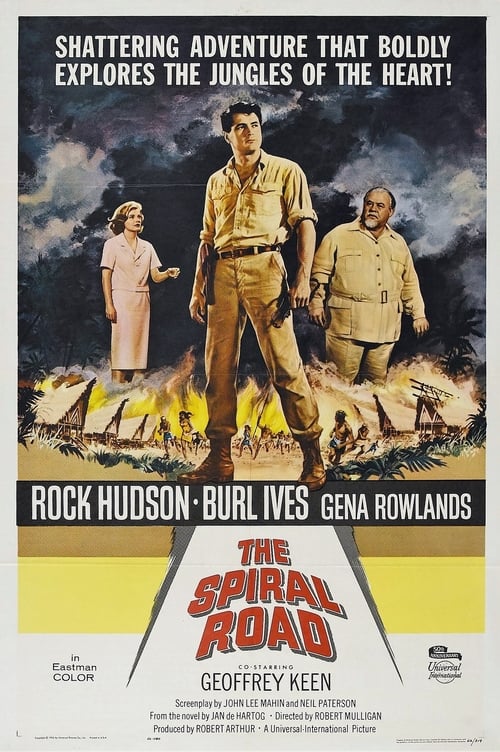 SHATTERING ADVENTURE THAT BOLDLY
EXPLORES THE JUNGLES OF THE HEART!
ROCK HUDSON · BURL IVES GENA ROWLANDS
THE
SPIRAL
ROAD
CO-STARRING
GEOFFREY KEEN
in
Eastman
COLOR
50TH
ANNIVERSARY
Universal
International
Screenplay by JOHN LEE MAHIN and NEIL PATERSON
From the novel by JAN de HARTOG · Directed by ROBERT MULLIGAN
Produced by ROBERT ARTHUR · A Universal-International Picture